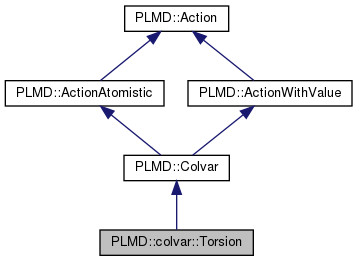 PLMD::Action
PLMD::ActionAtomistic
PLMD::ActionWithValue
PLMD::Colvar
PLMD::colvar::Torsion